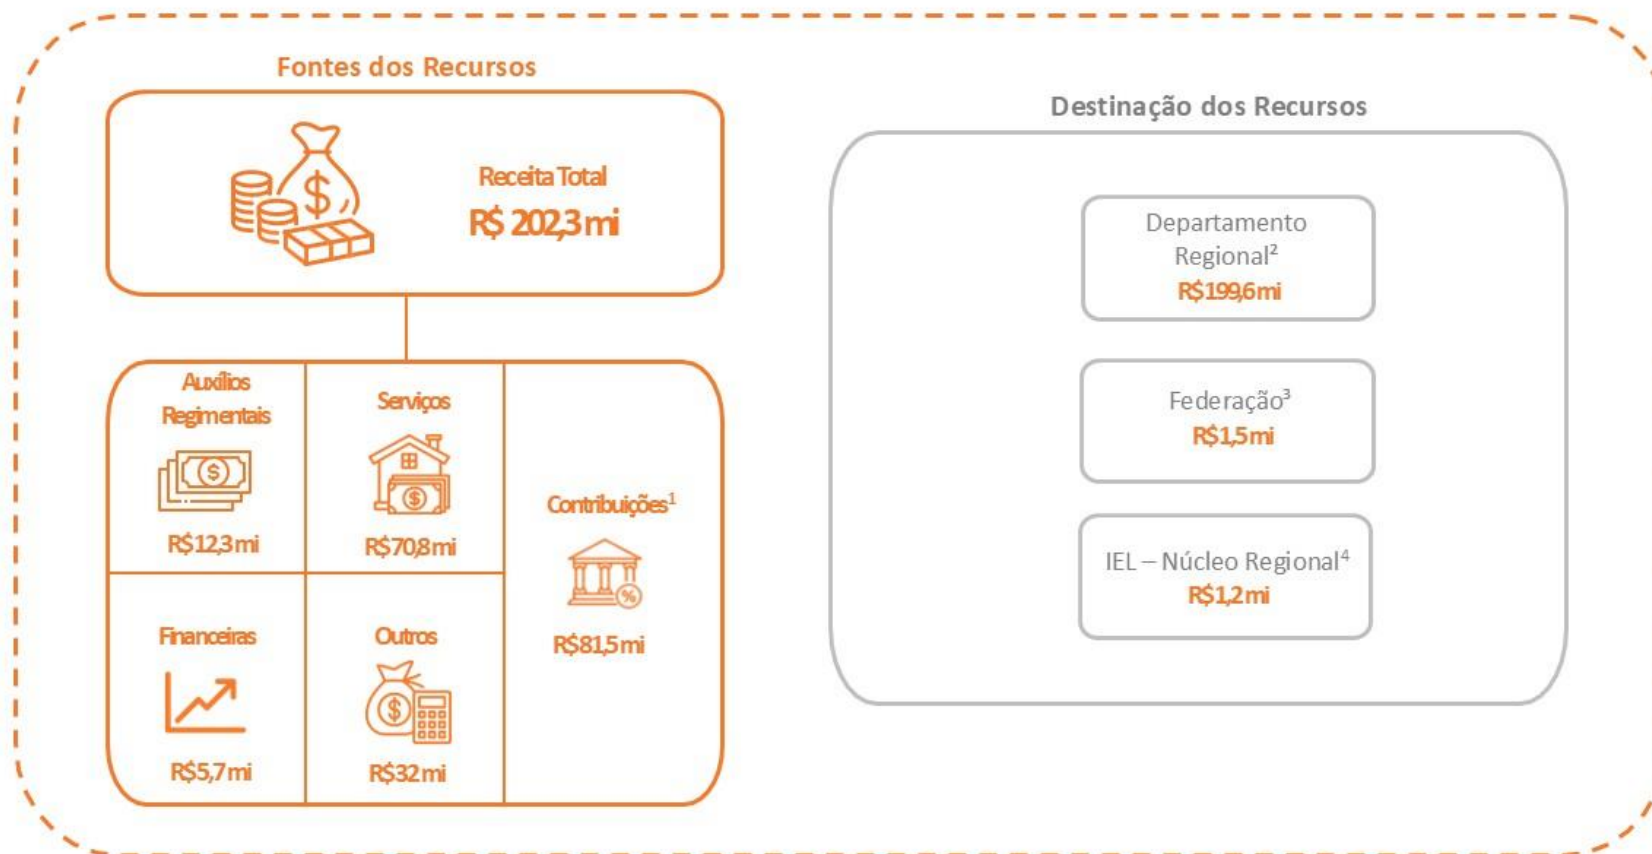 Fontes dos Recursos
Receita Total
R$ 202,3 mi
Auxílios
Regimentais
R$12,3 mi
Serviços
R$70,8 mi
Contribuições¹
R$81,5 mi
Financeiras
R$5,7 mi
Outros
R$32 mi
Destinação dos Recursos
Departamento
Regional²
R$199,6 mi
Federação³
R$1,5 mi
IEL – Núcleo Regional⁴
R$1,2 mi